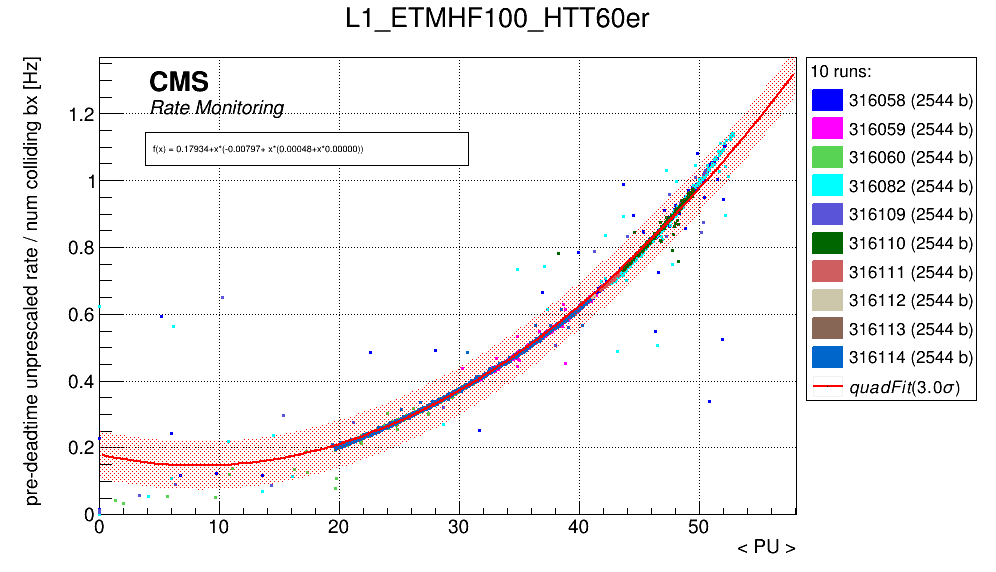 L1_ETMHF100_HTT60er
pre-deadtime unprescaled rate / num colliding bx [Hz]
CMS
Rate Monitoring
f(x) = 0.17934+x*(-0.00797+ x*(0.00048+x*0.00000))
1.2
1
0.8
0.6
0.4
0.2
0
0 10 20 30 40 50
< PU >
10 runs:
316058 (2544 b)
316059 (2544 b)
316060 (2544 b)
316082 (2544 b)
316109 (2544 b)
316110 (2544 b)
316111 (2544 b)
316112 (2544 b)
316113 (2544 b)
316114 (2544 b)
quadFit(3.0σ)